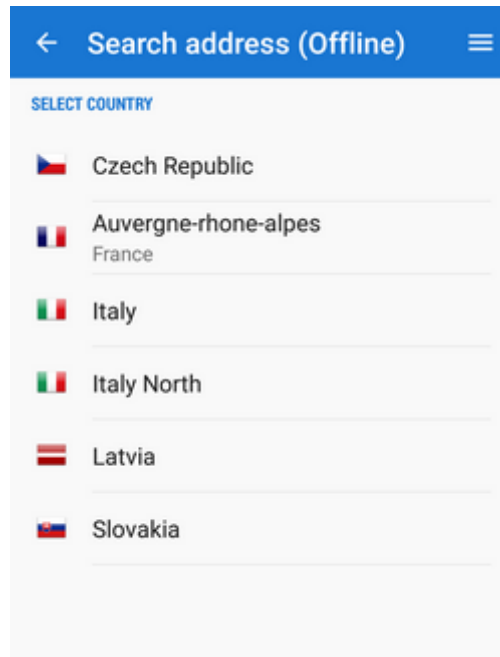 Search address (Offline)
SELECT COUNTRY
Czech Republic
Auvergne-rhone-alpes
France
Italy
Italy North
Latvia
Slovakia